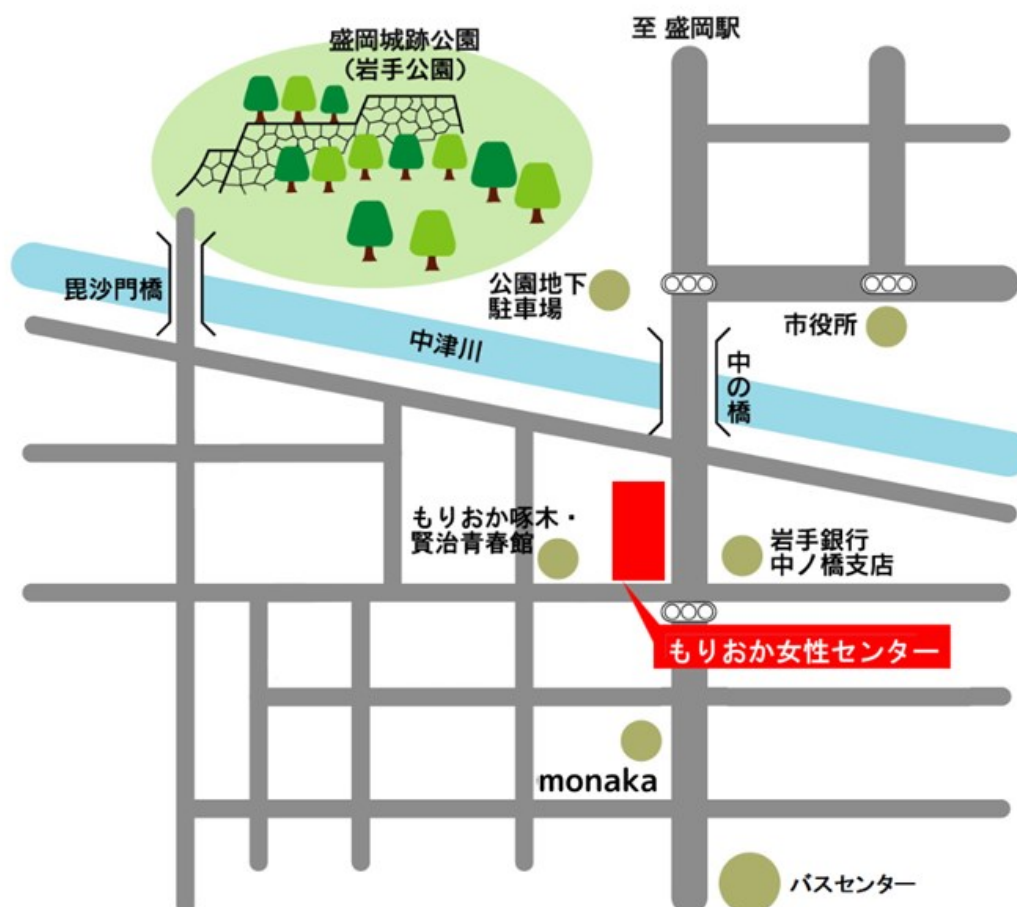 至 盛岡駅
盛岡城跡公園
（岩手公園）
公園地下
駐車場
毘沙門橋
市役所
中津川
中の橋
もりおか啄木・
賢治青春館
岩手銀行
中ノ橋支店
もりおか女性センター
monaka
バスセンター